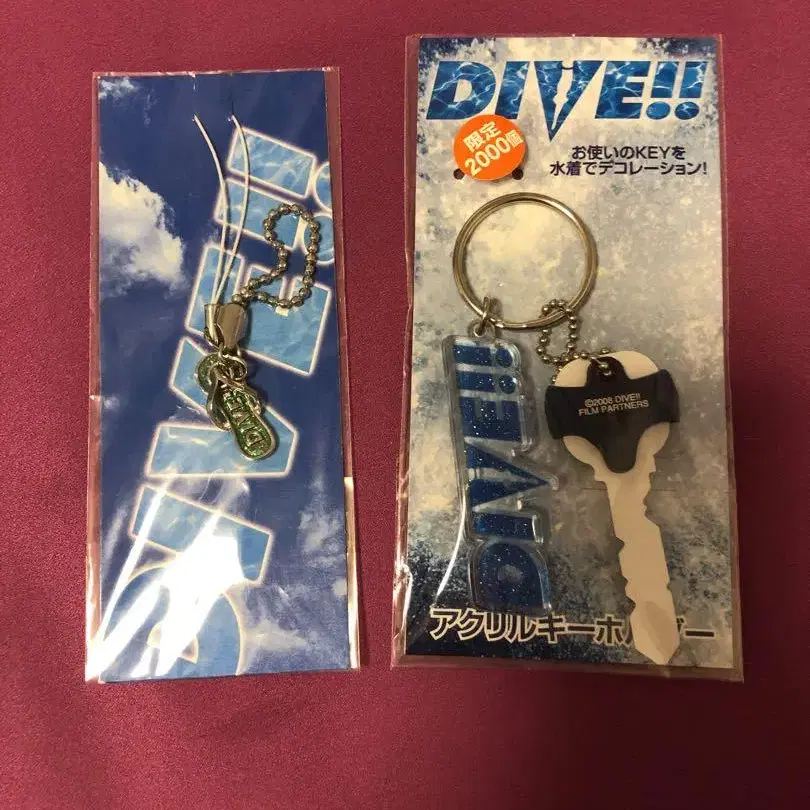 DIVE!!
DIVE
DIVE!!
限定
2000個
お使いのKEYを
水着でデコレーション!
DIVE!!
©2008 DIVE!!
FILM PARTNERS
アクリルキーホルダー